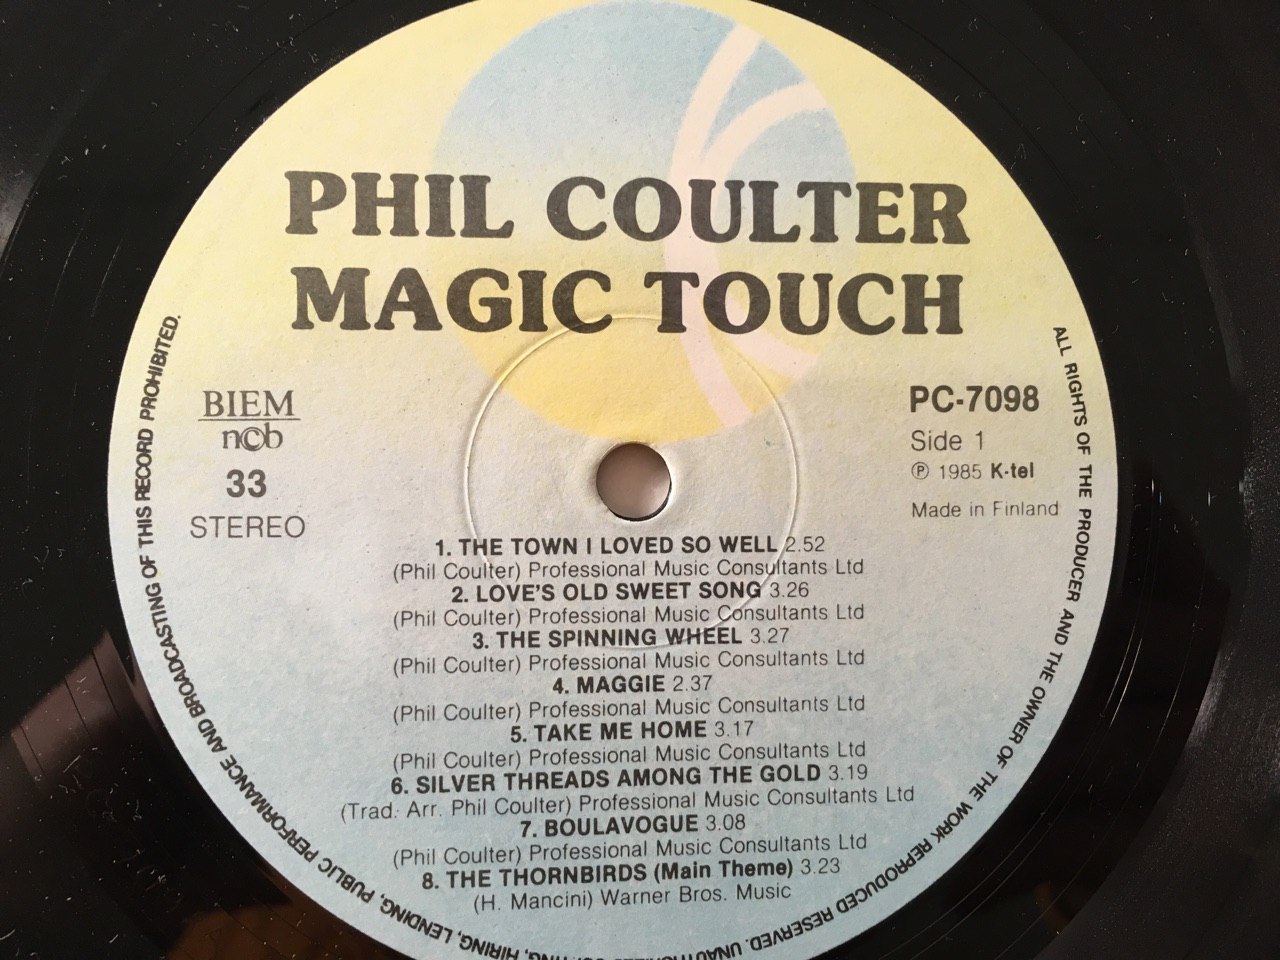 PHIL COULTER
MAGIC TOUCH
BIEM
ncb
33
STEREO
PC-7098
Side 1
℗ 1985 K-tel
Made in Finland
1. THE TOWN I LOVED SO WELL 2.52
(Phil Coulter) Professional Music Consultants Ltd
2. LOVE'S OLD SWEET SONG 3.26
(Phil Coulter) Professional Music Consultants Ltd
3. THE SPINNING WHEEL 3.27
(Phil Coulter) Professional Music Consultants Ltd
4. MAGGIE 2.37
(Phil Coulter) Professional Music Consultants Ltd
5. TAKE ME HOME 3.17
(Phil Coulter) Professional Music Consultants Ltd
6. SILVER THREADS AMONG THE GOLD 3.19
(Trad. Arr. Phil Coulter) Professional Music Consultants Ltd
7. BOULAVOGUE 3.08
(Phil Coulter) Professional Music Consultants Ltd
8. THE THORNBIRDS (Main Theme) 3.23
(H. Mancini) Warner Bros. Music
ALL RIGHTS OF THE PRODUCER AND THE OWNER OF THE WORK REPRODUCED RESERVED. HIRING, LENDING, PUBLIC PERFORMANCE AND BROADCASTING OF THIS RECORD PROHIBITED.